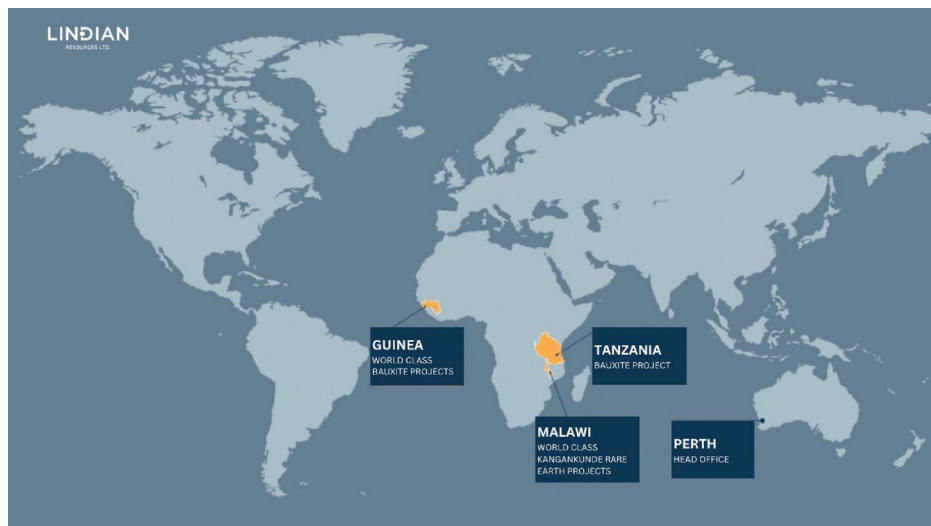 LINDIAN
RESOURCES LTD.
GUINEA
WORLD CLASS
BAUXITE PROJECTS
TANZANIA
BAUXITE PROJECT
MALAWI
WORLD CLASS
KANGANKUNDE RARE
EARTH PROJECTS
PERTH
HEAD OFFICE